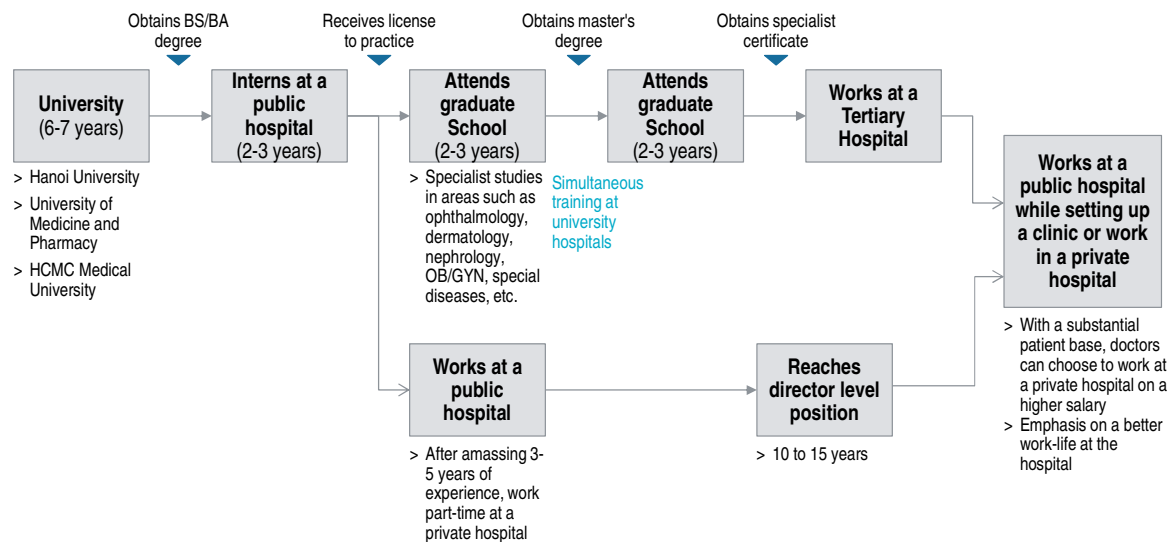 Obtains BS/BA
degree
Receives license
to practice
Obtains master's
degree
Obtains specialist
certificate
University
(6-7 years)
Interns at a
public
hospital
(2-3 years)
Attends
graduate
School
(2-3 years)
Attends
graduate
School
(2-3 years)
Works at a
Tertiary
Hospital
Works at a
public hospital
while setting up
a clinic or work
in a private
hospital
> Hanoi University
> University
of Medicine and
Pharmacy
> HCMC Medical
University
> Specialist studies
in areas such as
ophthalmology,
dermatology,
nephrology,
OB/GYN, special
diseases, etc.
Simultaneous
training at
university
hospitals
Works at a
public
hospital
Reaches
director level
position
> With a substantial
patient base, doctors
can choose to work at
a private hospital on a
higher salary
> Emphasis on a better
work-life at the
hospital
> After amassing 3-
5 years of
experience, work
part-time at a
private hospital
> 10 to 15 years